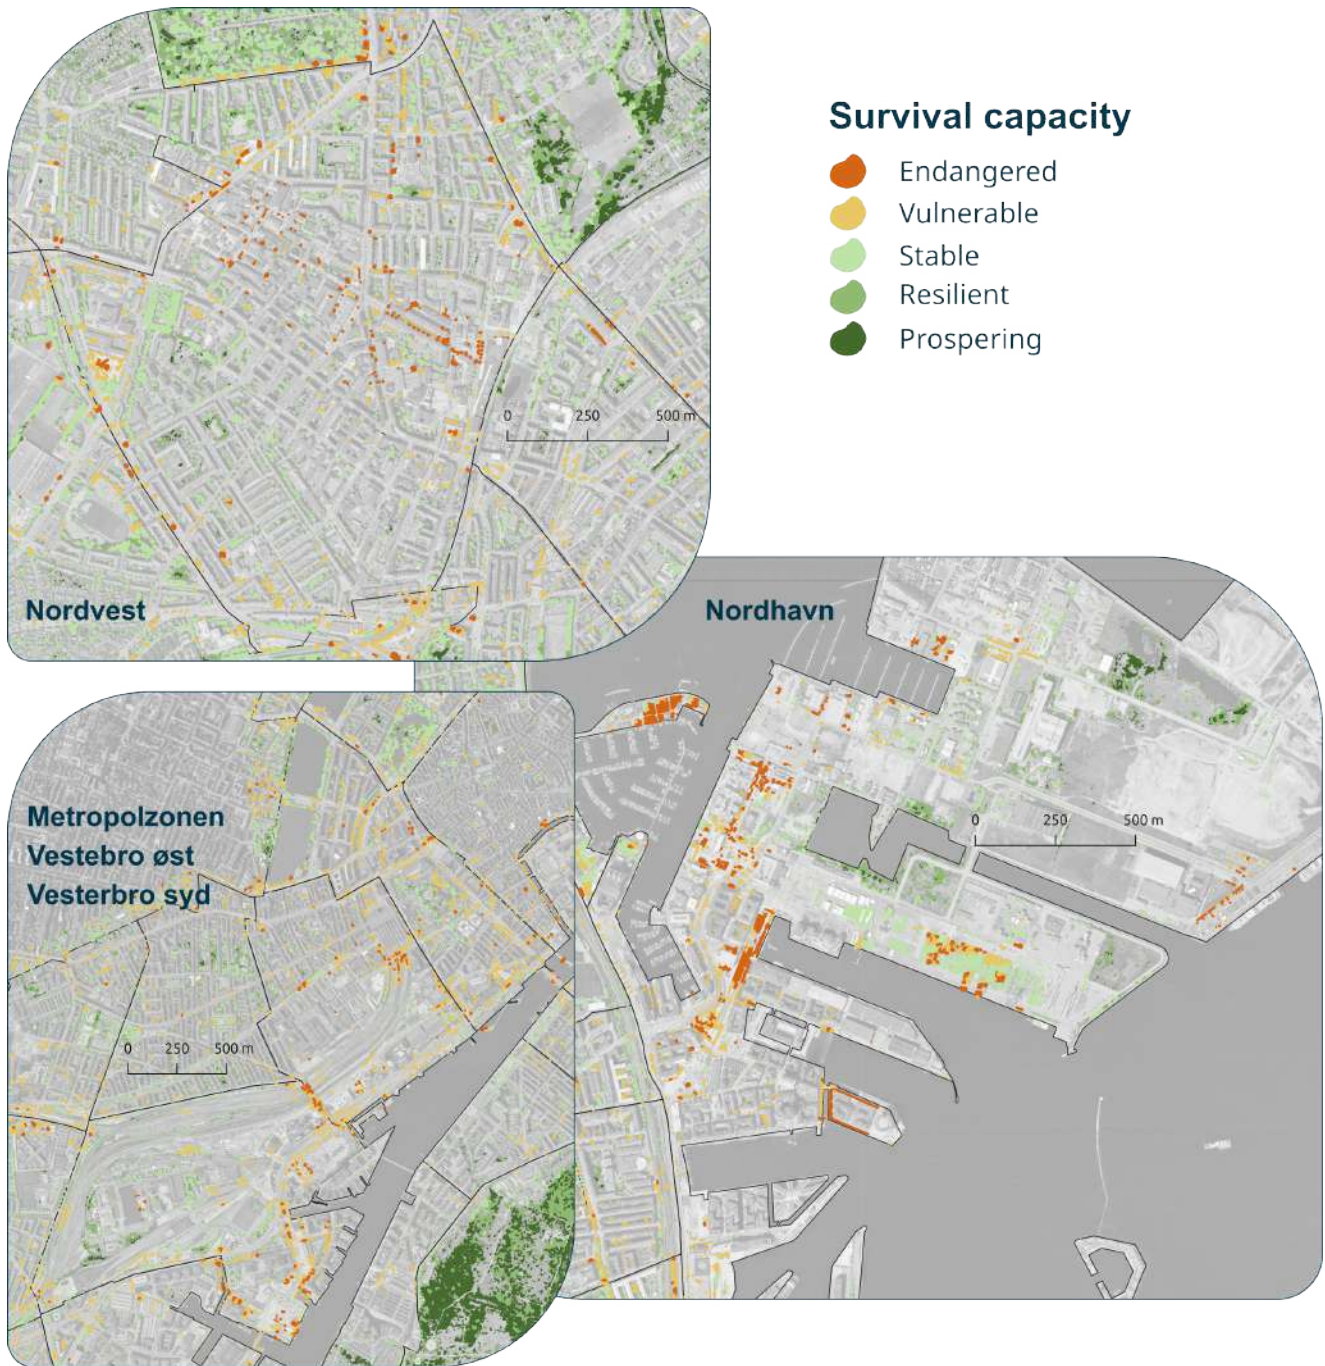 Survival capacity
Endangered
Vulnerable
Stable
Resilient
Prospering
0 250 500 m
Nordvest
Nordhavn
0 250 500 m
Metropolzonen
Vestebro øst
Vesterbro syd
0 250 500 m